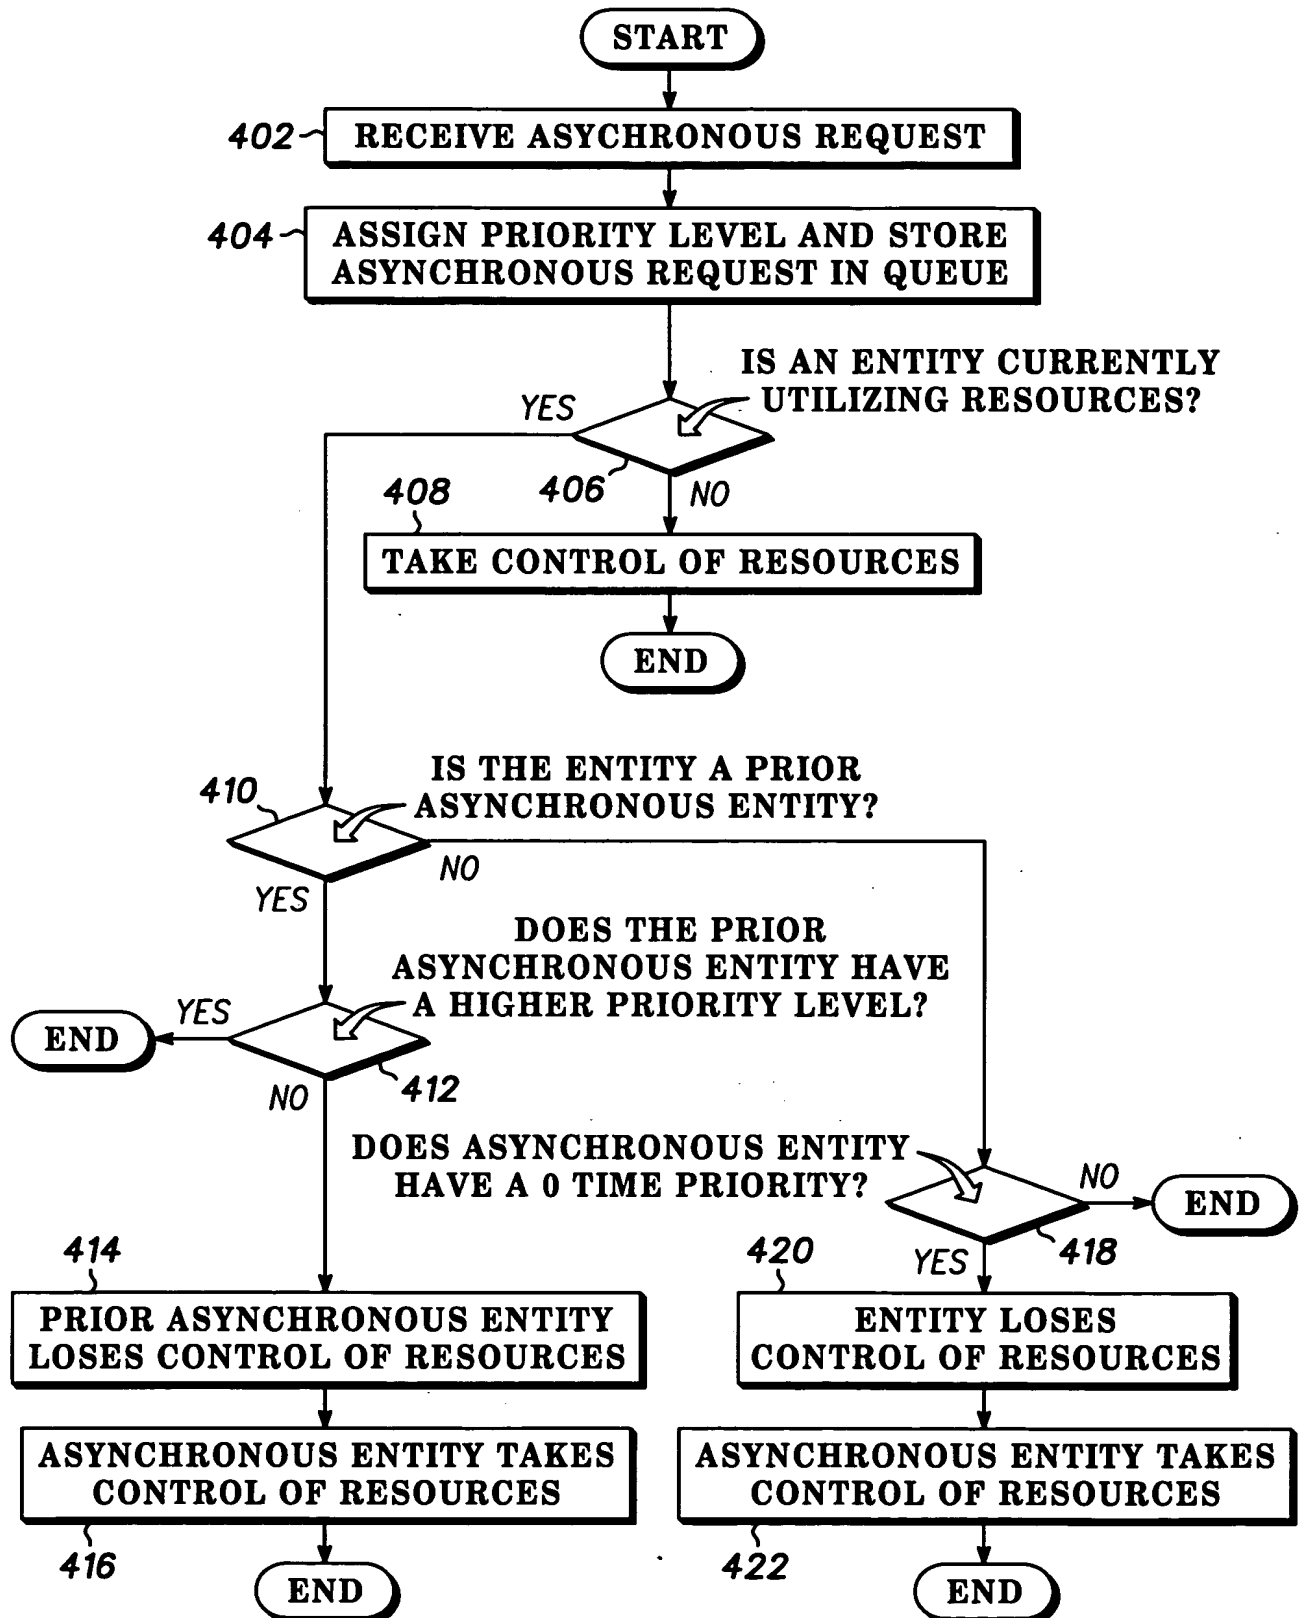 START
402
RECEIVE ASYCHRONOUS REQUEST
404
ASSIGN PRIORITY LEVEL AND STORE
ASYNCHRONOUS REQUEST IN QUEUE
IS AN ENTITY CURRENTLY
UTILIZING RESOURCES?
YES
406
NO
408
TAKE CONTROL OF RESOURCES
END
IS THE ENTITY A PRIOR
ASYNCHRONOUS ENTITY?
410
NO
YES
DOES THE PRIOR
ASYNCHRONOUS ENTITY HAVE
A HIGHER PRIORITY LEVEL?
YES
END
412
NO
DOES ASYNCHRONOUS ENTITY
HAVE A 0 TIME PRIORITY?
NO
END
418
YES
414
PRIOR ASYNCHRONOUS ENTITY
LOSES CONTROL OF RESOURCES
420
ENTITY LOSES
CONTROL OF RESOURCES
ASYNCHRONOUS ENTITY TAKES
CONTROL OF RESOURCES
416
END
ASYNCHRONOUS ENTITY TAKES
CONTROL OF RESOURCES
422
END